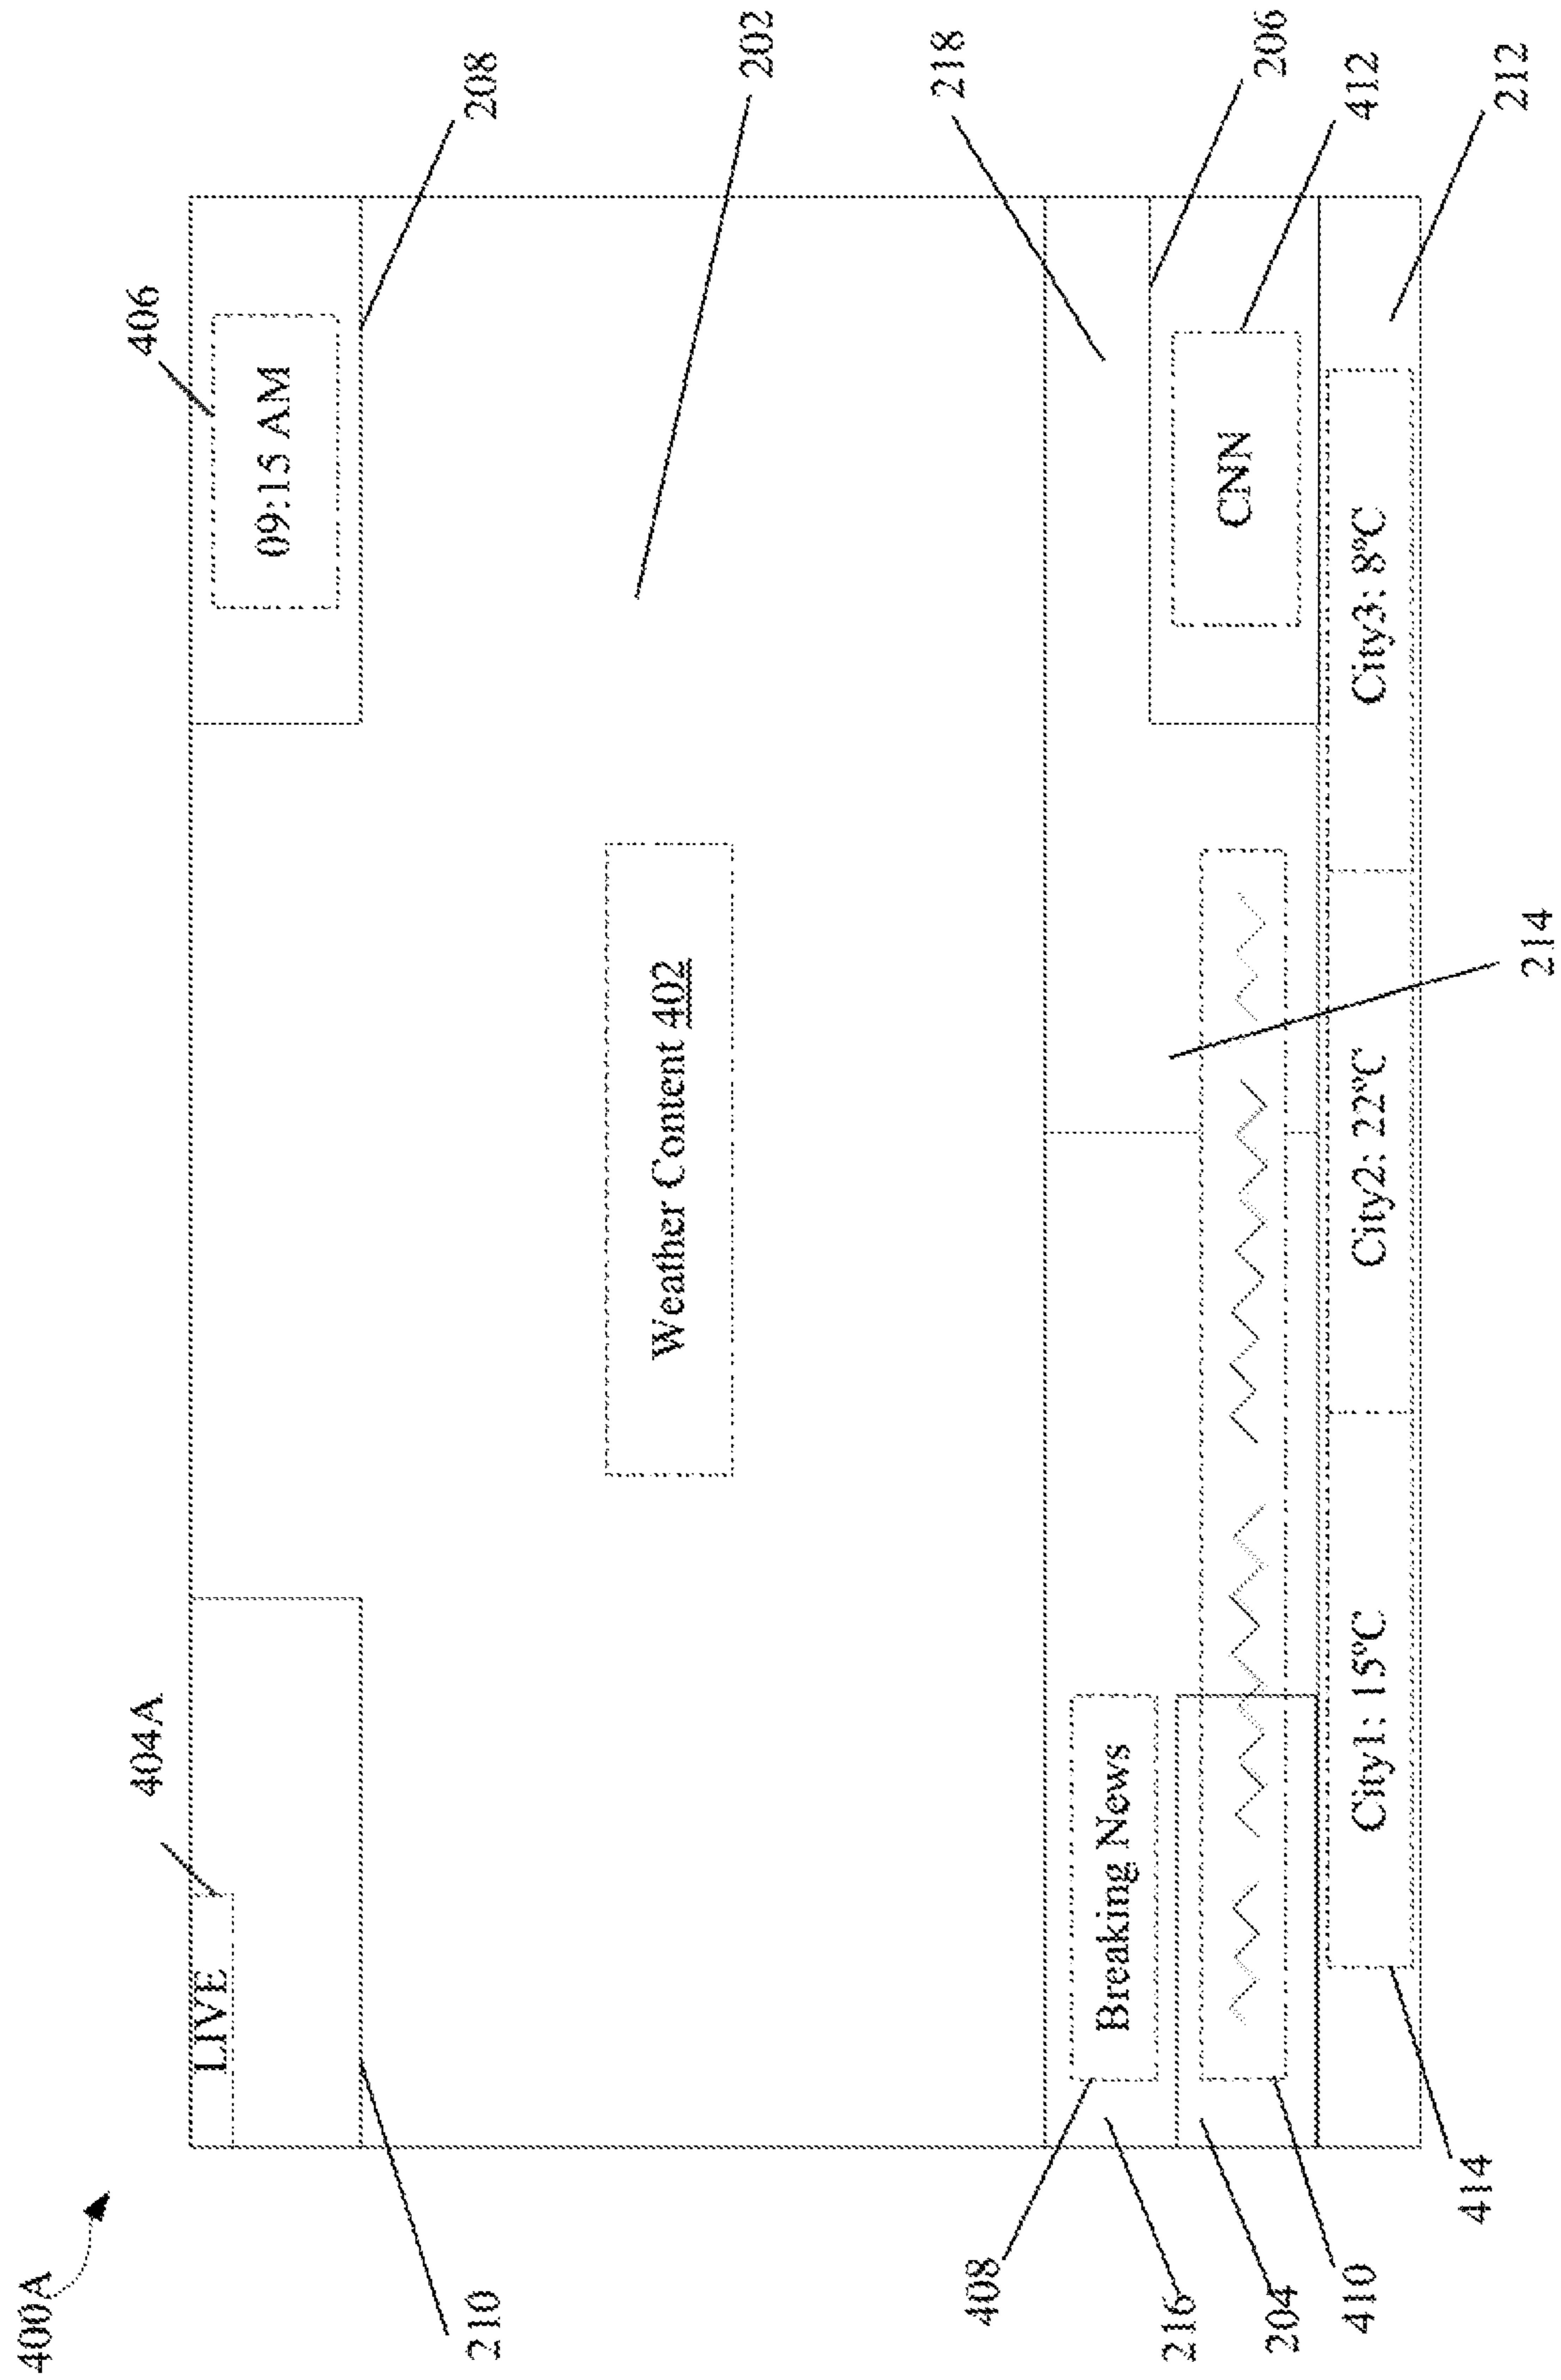 400A
404A
406
LIVE
09:15 AM
210
208
Weather Content 402
202
408
Breaking News
218
216
204
206
CNN
410
412
City1: 15°C
City2: 22°C
City3: 8°C
414
214
212